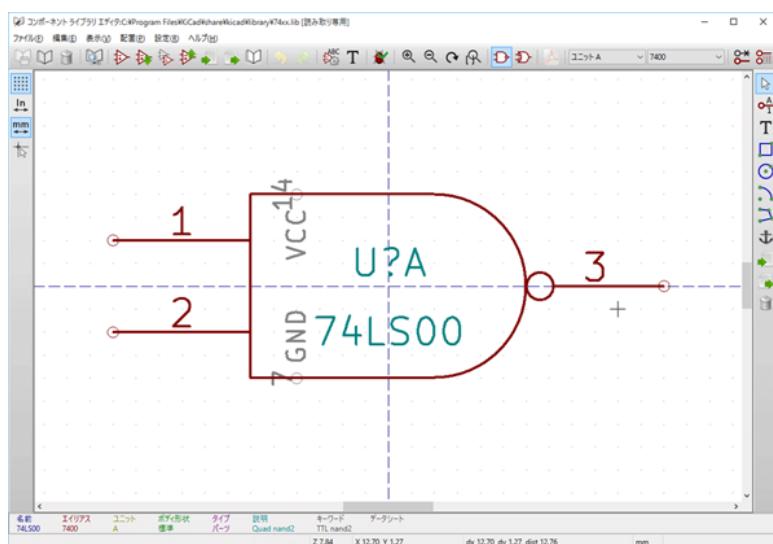 コンポーネント ライブラリ エディタ:C:¥Program Files¥KiCad¥share¥kicad¥library¥74xx.lib [読み取り専用]
ファイル(F) 編集(E) 表示(V) 配置(P) 設定(R) ヘルプ(H)
ABC T ユニット A 7400
In
mm
A
T
14
1
VCC
U?A
3
2
GND
74LS00
7
名前 エイリアス ユニット ボディ形状 タイプ 説明 キーワード データシート
74LS00 7400 A 標準 パーツ Quad nand2 TTL nand2
Z 7.84 X 12.70 Y 1.27 dx 12.70 dy 1.27 dist 12.76 mm